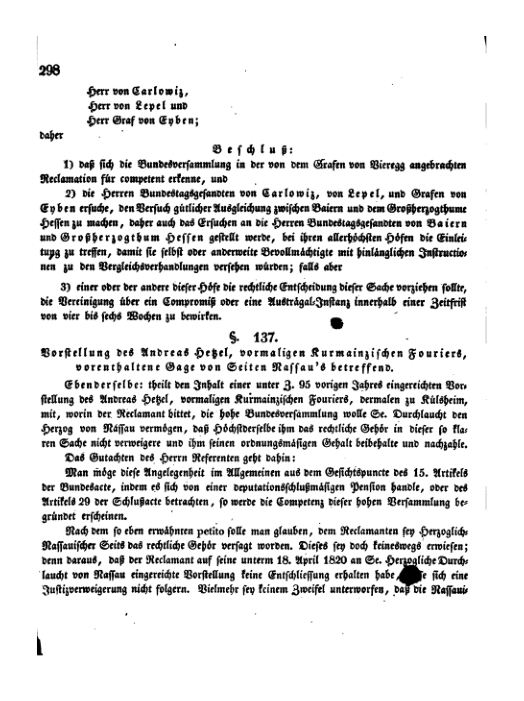 298
Herr von Carlowiz,
Herr von Lepel und
Herr Graf von Eyben;
daher
Beschluß:
1) daß sich die Bundesversammlung in der von dem Grafen von Vieregg angebrachten
Reclamation für competent erkenne, und
2) die Herren Bundestagsgesandten von Carlowiz, von Lepel, und Grafen von
Eyben ersuche, den Versuch gütlicher Ausgleichung zwischen Baiern und dem Großherzogthume
Hessen zu machen, daher auch das Ersuchen an die Herren Bundestagsgesandten von Baiern
und Großherzogthum Hessen gestellt werde, bei ihren allerhöchsten Höfen die Einlei-
tung zu treffen, damit sie selbst oder anderweite Bevollmächtigte mit hinlänglichen Instructio-
nen zu den Vergleichsverhandlungen versehen würden; falls aber
3) einer oder der andere dieser Höfe die rechtliche Entscheidung dieser Sache vorziehen sollte,
die Vereinigung über ein Compromiß oder eine Austrägal-Instanz innerhalb einer Zeitfrist
von vier bis sechs Wochen zu bewirken.
§. 137.
Vorstellung des Andreas Hetzel, vormaligen Kurmainzischen Fouriers,
vorenthaltene Gage von Seiten Nassau's betreffend.
Ebenderselbe: theilt den Inhalt einer unter Z. 95 vorigen Jahres eingereichten Vor-
stellung des Andreas Hetzel, vormaligen Kurmainzischen Fouriers, dermalen zu Külsheim,
mit, worin der Reclamant bittet, die hohe Bundesversammlung wolle Se. Durchlaucht den
Herzog von Nassau vermögen, daß Höchstderselbe ihm das rechtliche Gehör in dieser so kla-
ren Sache nicht verweigere und ihm seinen ordnungsmäsigen Gehalt beibehalte und nachzahle.
Das Gutachten des Herrn Referenten geht dahin:
Man möge diese Angelegenheit im Allgemeinen aus dem Gesichtspuncte des 15. Artikels
der Bundesacte, indem es sich von einer deputationsschlußmäsigen Pension handle, oder des
Artikels 29 der Schlußacte betrachten, so werde die Competenz dieser hohen Versammlung be-
gründet erscheinen.
Nach dem so eben erwähnten petito solle man glauben, dem Reclamanten sey Herzoglich-
Nassauischer Seits das rechtliche Gehör versagt worden. Dieses sey doch keineswegs erwiesen;
denn daraus, daß der Reclamant auf seine unterm 18. April 1820 an Se. Herzogliche Durch-
laucht von Nassau eingereichte Vorstellung keine Entschliessung erhalten habe, sich eine
Justizverweigerung nicht folgern. Vielmehr sey keinem Zweifel unterworfen, daß die Nassaui-